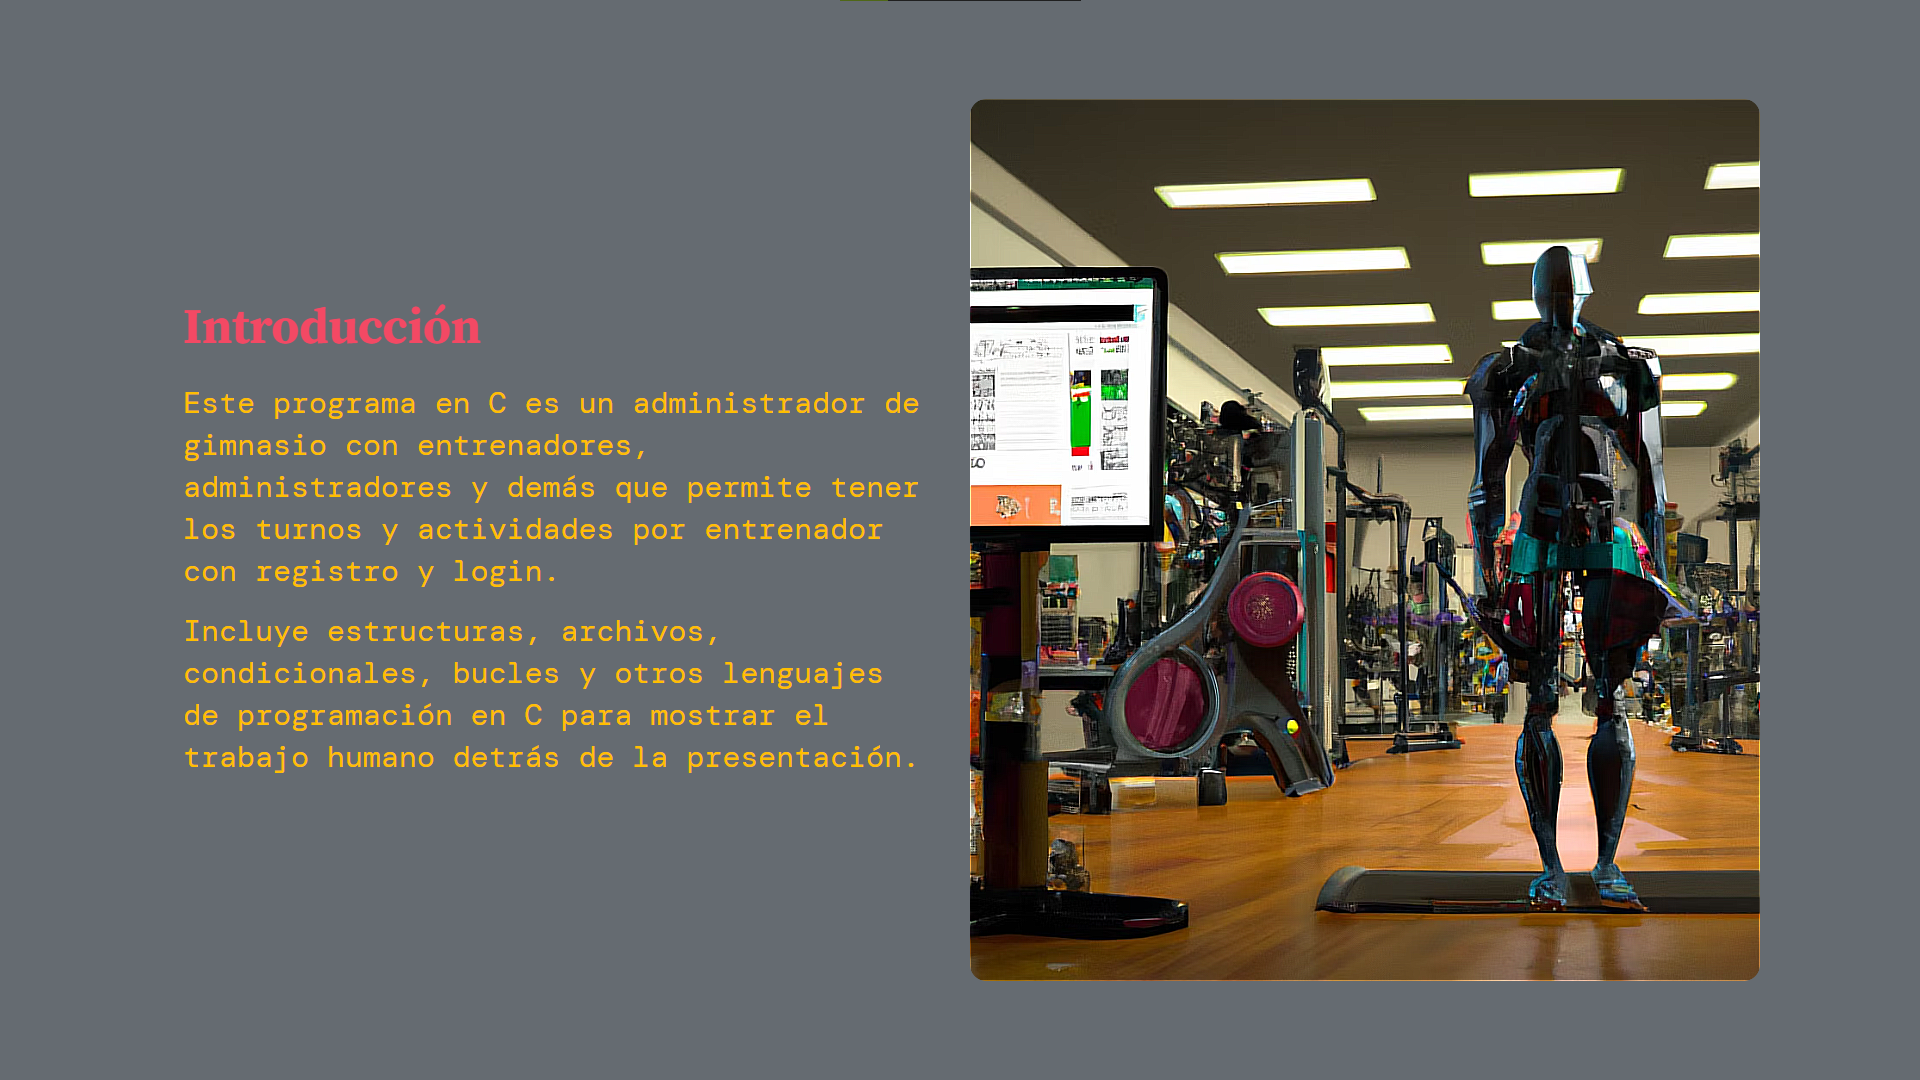 Introducción
Este programa en C es un administrador de
gimnasio con entrenadores,
administradores y demás que permite tener
los turnos y actividades por entrenador
con registro y login.
Incluye estructuras, archivos,
condicionales, bucles y otros lenguajes
de programación en C para mostrar el
trabajo humano detrás de la presentación.